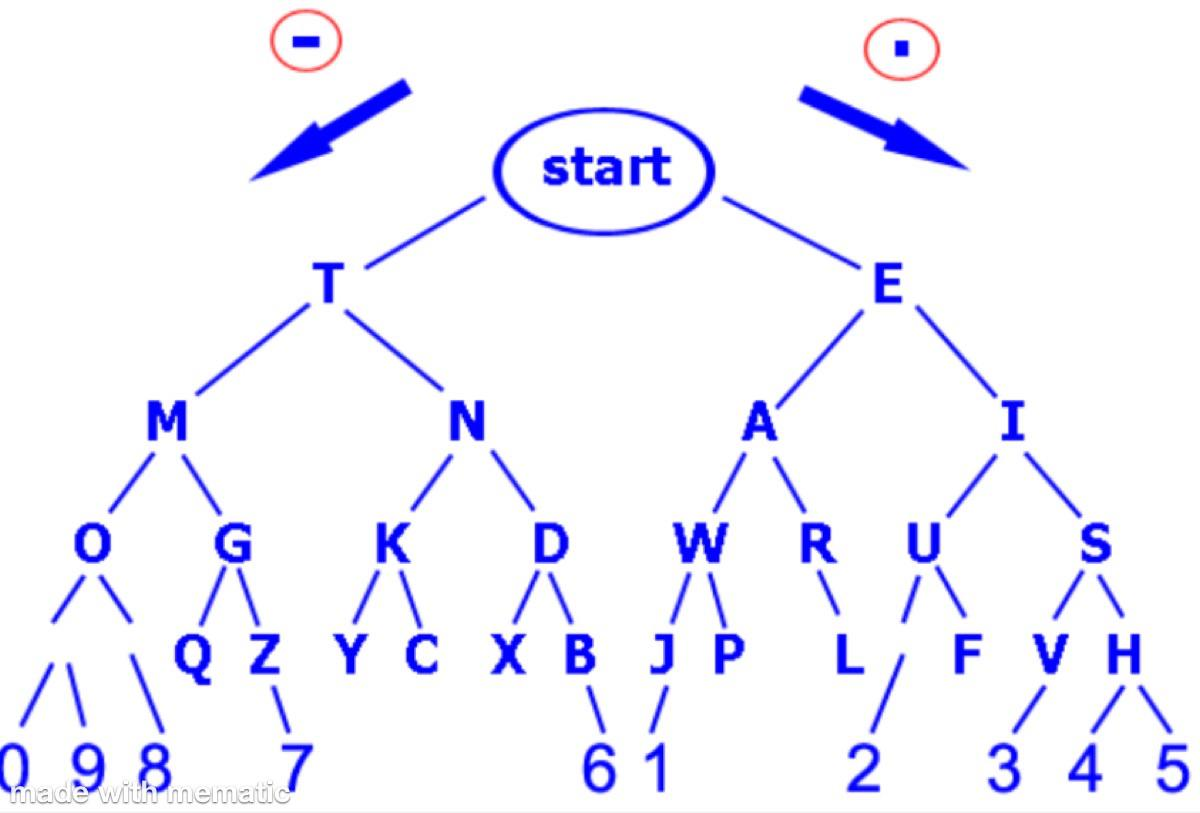 - .
start
T E
M N A I
O G K D W R U S
Q Z Y C X B J P L F V H
0 9 8 7 6 1 2 3 4 5
made with mematic